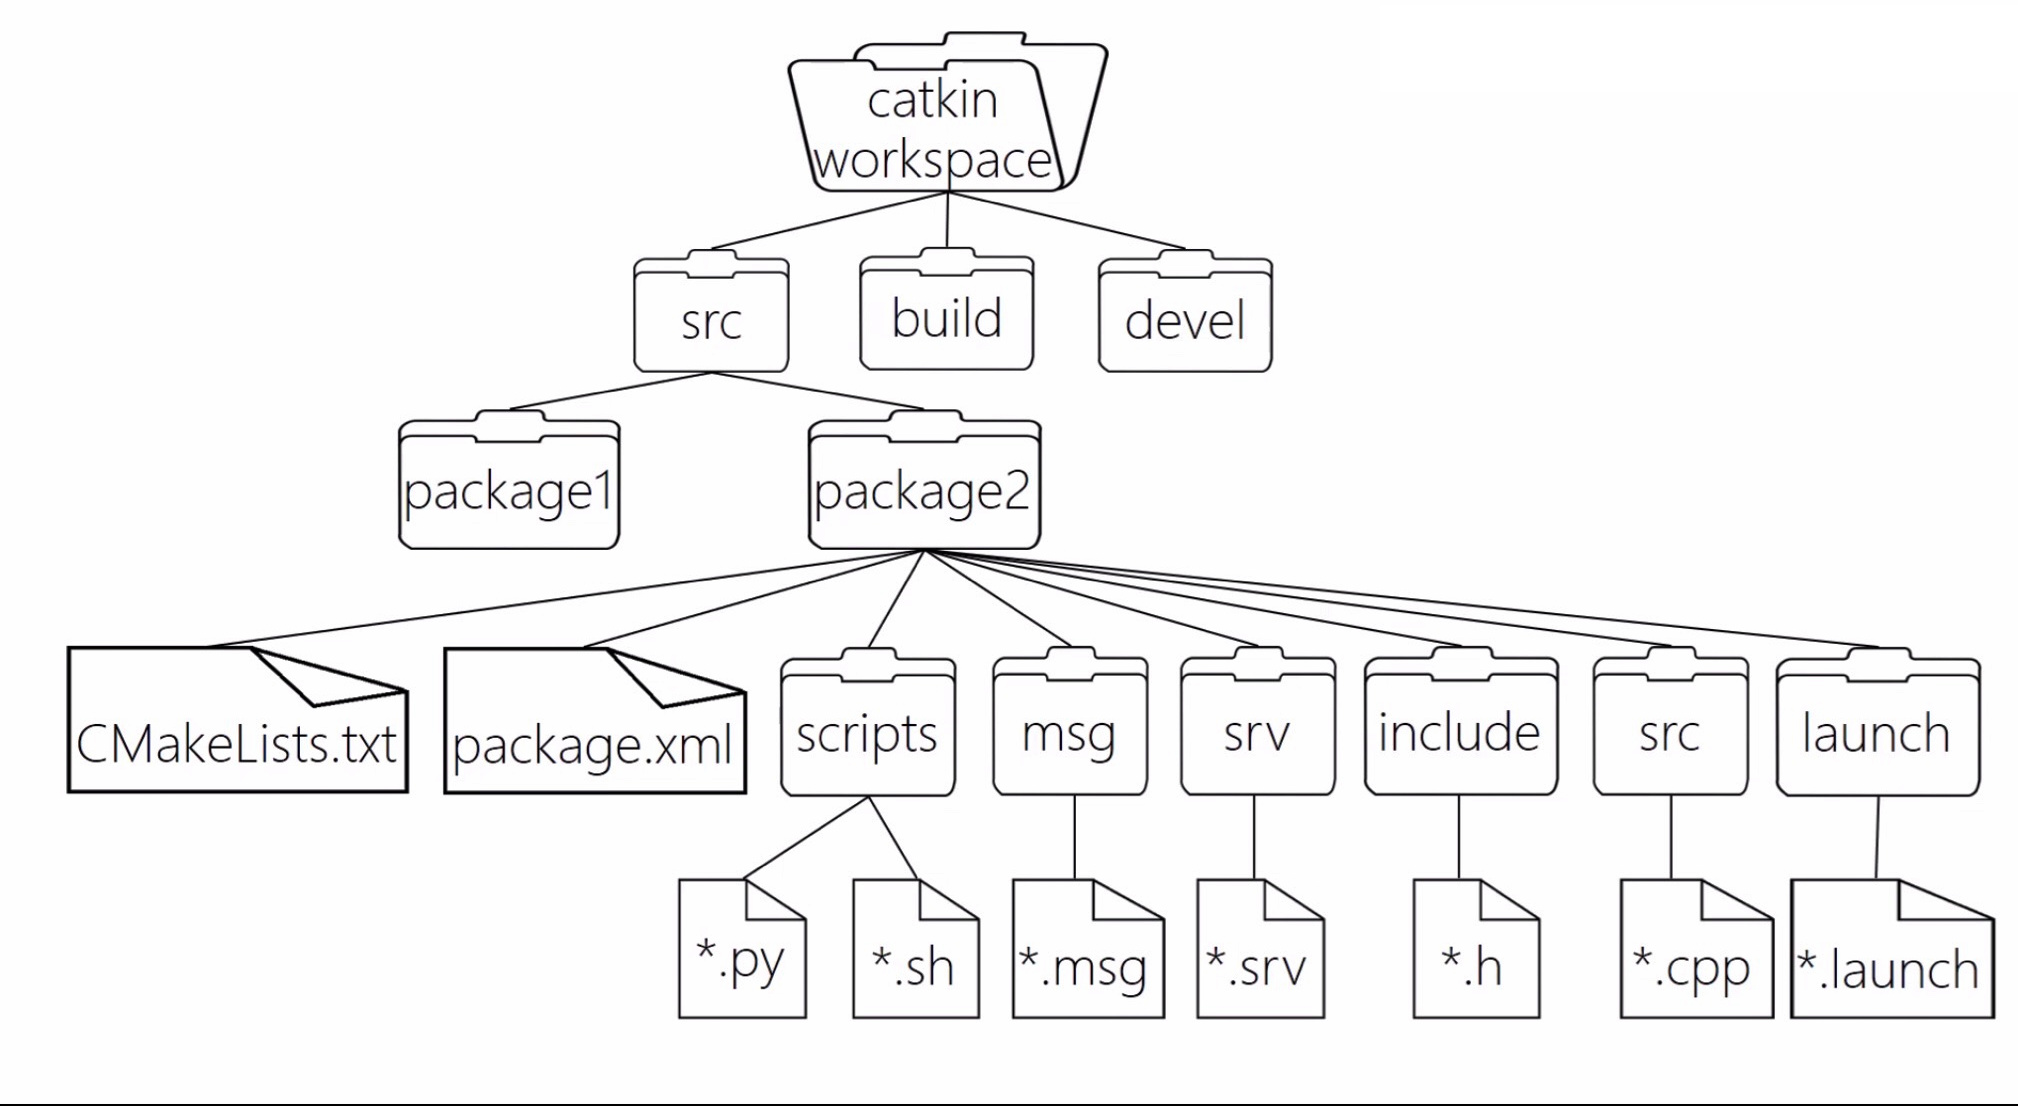 catkin
workspace
src
build
devel
package1
package2
CMakeLists.txt
package.xml
scripts
msg
srv
include
src
launch
*.py
*.sh
*.msg
*.srv
*.h
*.cpp
*.launch